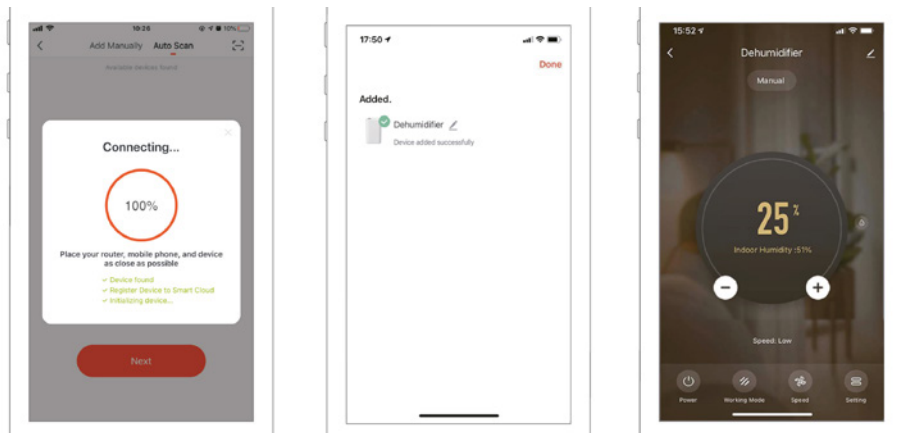 10:26
10%
Add Manually Auto Scan
Available devices found
Connecting...
100%
Place your router, mobile phone, and device
as close as possible
✓ Device found
✓ Register Device to Smart Cloud
✓ Initializing device...
Next
17:50
Done
Added.
Dehumidifier
Device added successfully
15:52
Dehumidifier
Manual
25%
Indoor Humidity :51%
Speed: Low
Power Working Mode Speed Setting